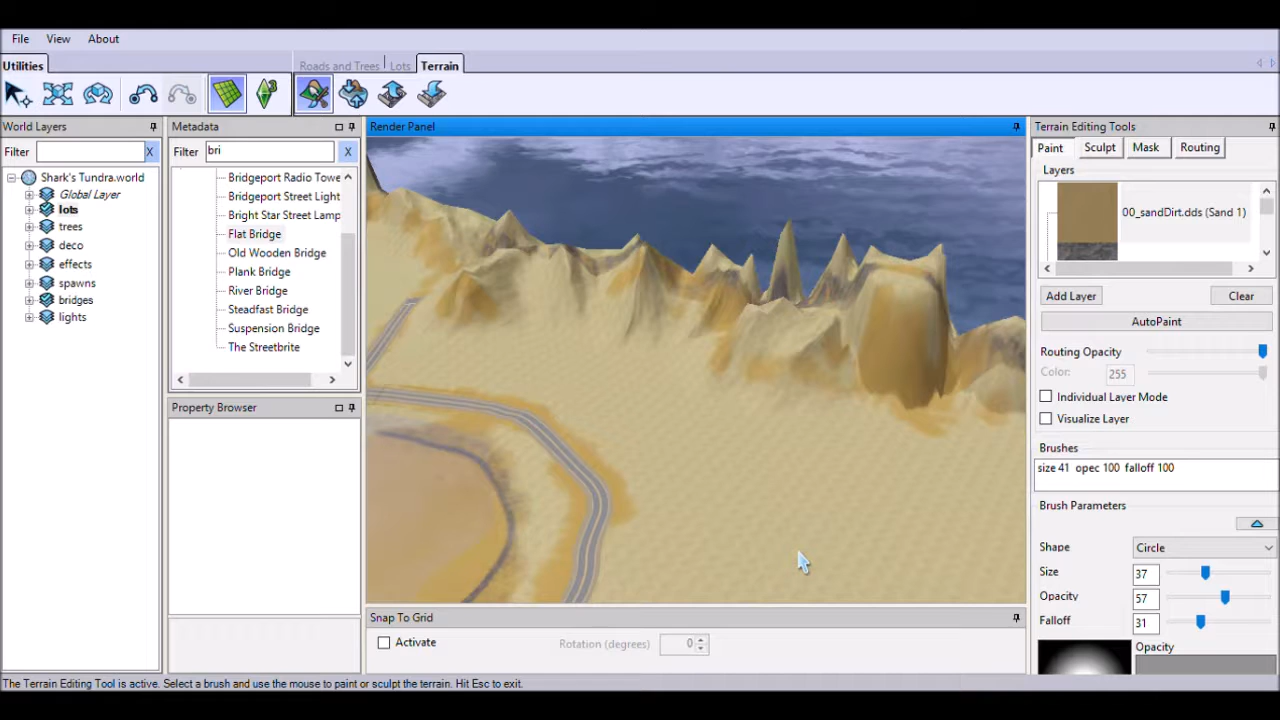 File View About
Utilities Roads and Trees Lots Terrain
World Layers
Filter X
Shark's Tundra.world
Global Layer
lots
trees
deco
effects
spawns
bridges
lights
Metadata
Filter bri X
Bridgeport Radio Towe
Bridgeport Street Light
Bright Star Street Lamp
Flat Bridge
Old Wooden Bridge
Plank Bridge
River Bridge
Steadfast Bridge
Suspension Bridge
The Streetbrite
Property Browser
Render Panel
Snap To Grid
Activate Rotation (degrees) 0
Terrain Editing Tools
Paint Sculpt Mask Routing
Layers
00_sandDirt.dds (Sand 1)
Add Layer Clear
AutoPaint
Routing Opacity
Color: 255
Individual Layer Mode
Visualize Layer
Brushes
size 41 opec 100 falloff 100
Brush Parameters
Shape Circle
Size 37
Opacity 57
Falloff 31
Opacity
The Terrain Editing Tool is active. Select a brush and use the mouse to paint or sculpt the terrain. Hit Esc to exit.